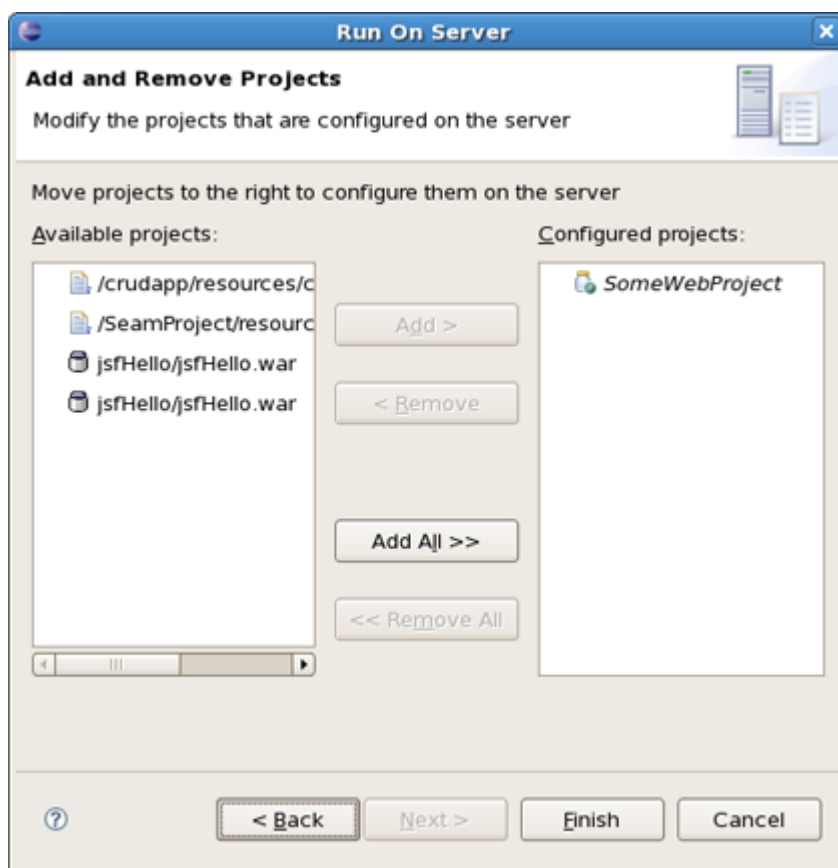 Run On Server
Add and Remove Projects
Modify the projects that are configured on the server
Move projects to the right to configure them on the server
Available projects:
Configured projects:
/crudapp/resources/c
/SeamProject/resourc
jsfHello/jsfHello.war
jsfHello/jsfHello.war
Add >
< Remove
Add All >>
<< Remove All
SomeWebProject
< Back
Next >
Finish
Cancel